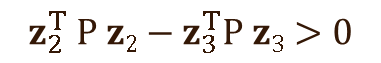 𝐳₂ᵀ P 𝐳₂ − 𝐳₃ᵀP 𝐳₃ > 0